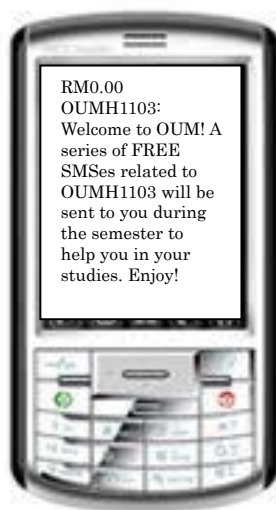 RM0.00
OUMH1103:
Welcome to OUM! A
series of FREE
SMSes related to
OUMH1103 will be
sent to you during
the semester to
help you in your
studies. Enjoy!